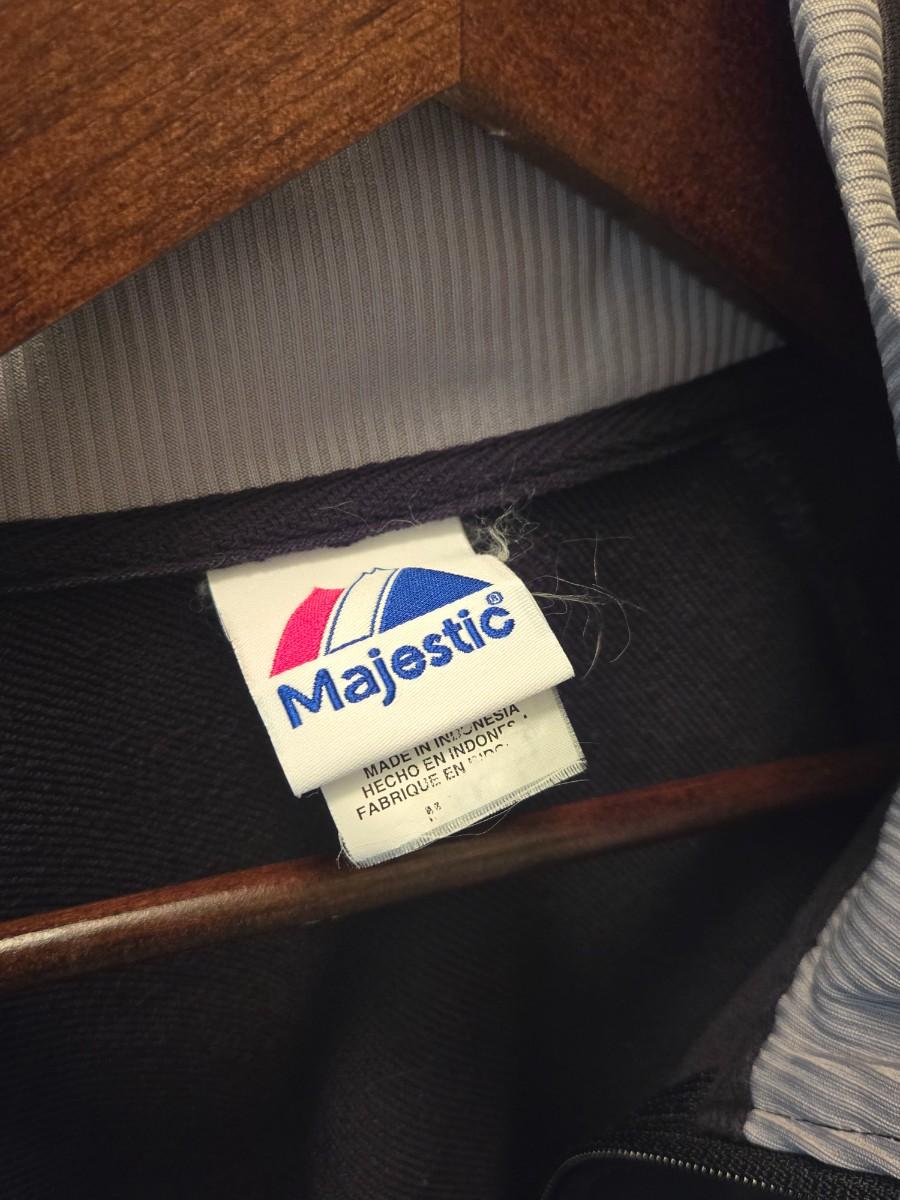 Majestic®
MADE IN INDONESIA
HECHO EN INDONES
FABRIQUE EN